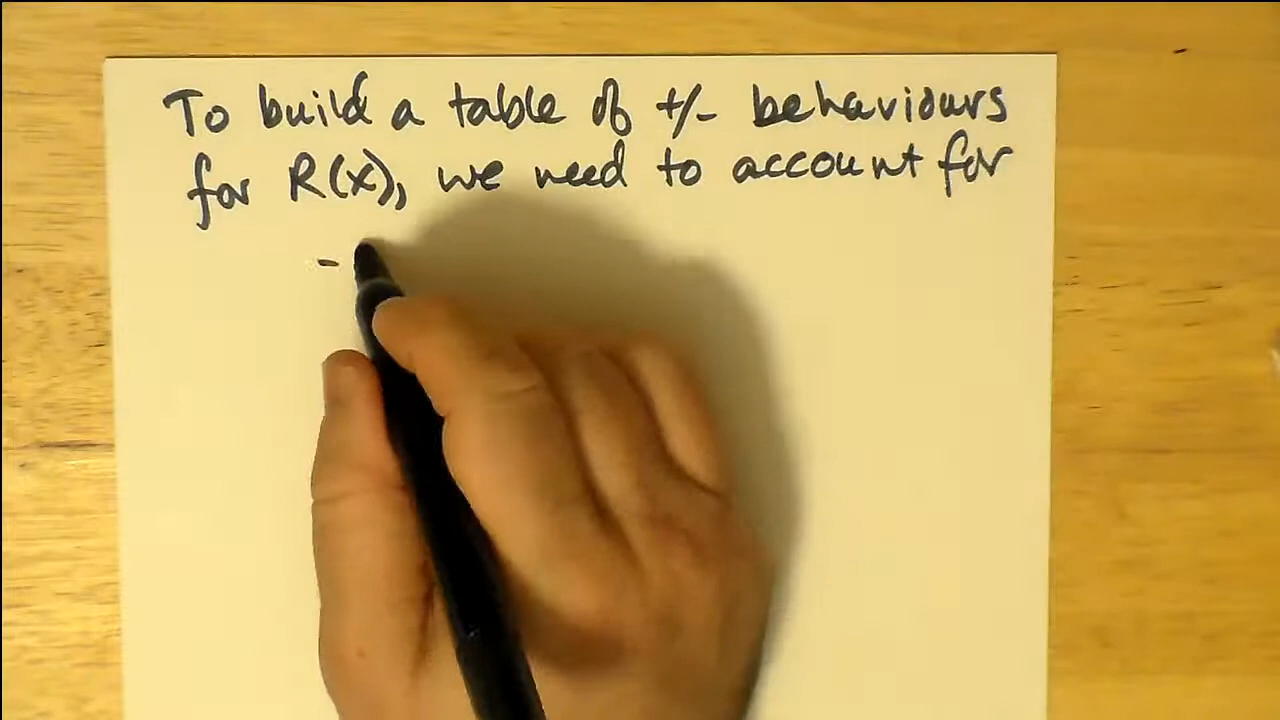 To build a table of +/- behaviours
for R(x), we need to account for
-